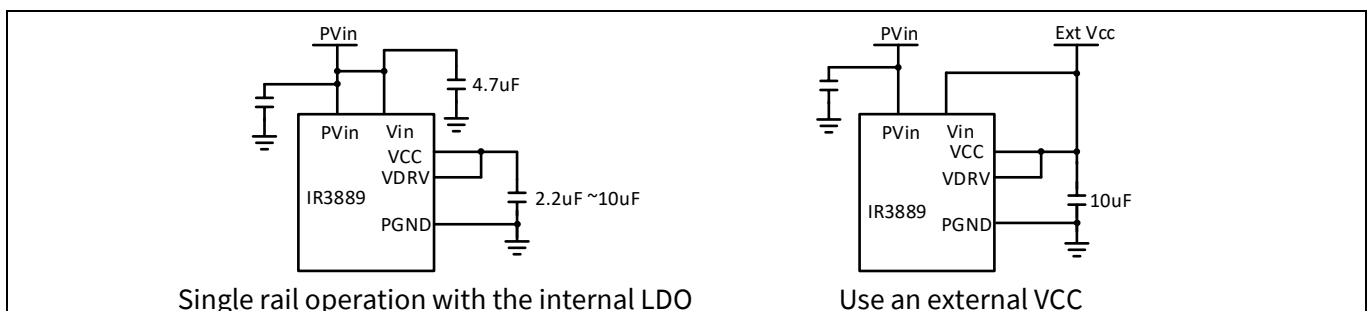 PVin
4.7uF
PVin
Vin
VCC
VDRV
IR3889
2.2uF ~10uF
PGND
Single rail operation with the internal LDO
PVin
Ext Vcc
PVin
Vin
VCC
VDRV
IR3889
10uF
PGND
Use an external VCC